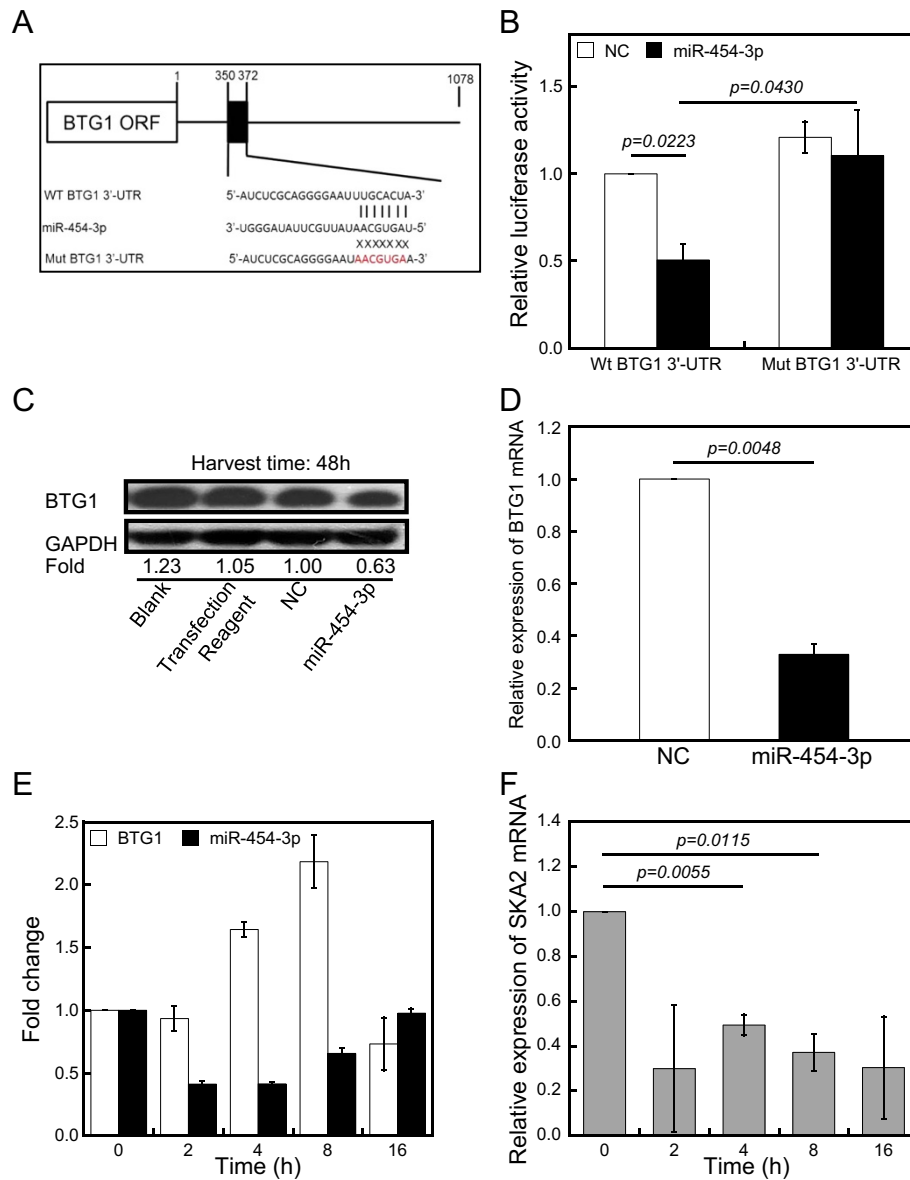 A
1
350 372
1078
BTG1 ORF
WT BTG1 3'-UTR
5'-AUCUCGCAGGGGAAUUUGCACUA-3'
miR-454-3p
3'-UGGGAUAUUCGUUAUAACGUGAU-5'
XXXXXXX
Mut BTG1 3'-UTR
5'-AUCUCGCAGGGGAAUAACGUGAA-3'
B
NC
miR-454-3p
Relative luciferase activity
1.5
1.0
0.5
0.0
p=0.0430
p=0.0223
Wt BTG1 3'-UTR
Mut BTG1 3'-UTR
C
Harvest time: 48h
BTG1
GAPDH
Fold
1.23 1.05 1.00 0.63
Blank
Transfection
Reagent
NC
miR-454-3p
D
Relative expression of BTG1 mRNA
1.2
1.0
0.8
0.6
0.4
0.2
0.0
p=0.0048
NC
miR-454-3p
E
BTG1
miR-454-3p
Fold change
2.5
2.0
1.5
1.0
0.5
0.0
0 2 4 8 16
Time (h)
F
Relative expression of SKA2 mRNA
1.4
1.2
1.0
0.8
0.6
0.4
0.2
0.0
p=0.0115
p=0.0055
0 2 4 8 16
Time (h)